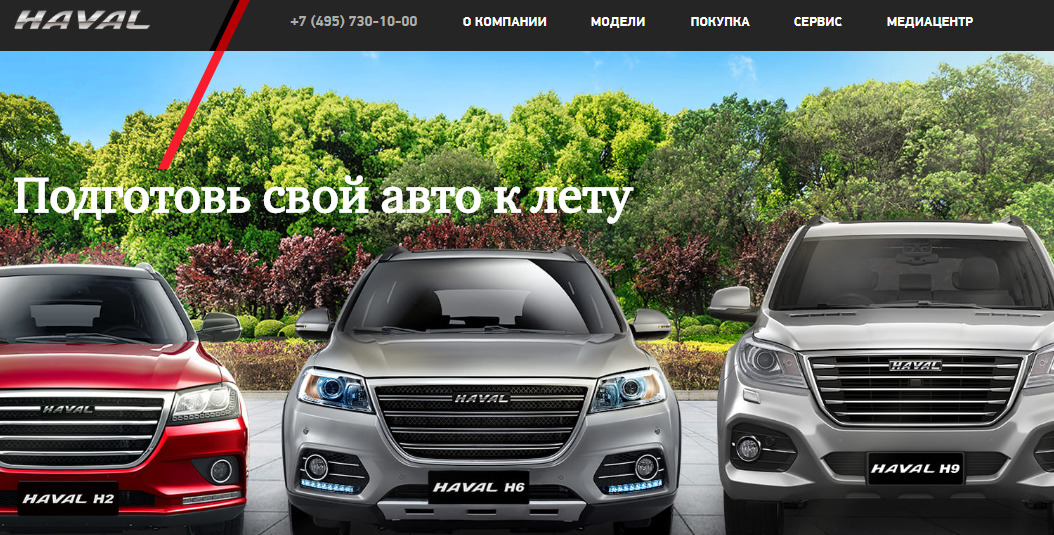 HAVAL
+7 (495) 730-10-00 О КОМПАНИИ МОДЕЛИ ПОКУПКА СЕРВИС МЕДИАЦЕНТР
Подготовь свой авто к лету
HAVAL
HAVAL
HAVAL
HAVAL H2
HAVAL H6
HAVAL H9